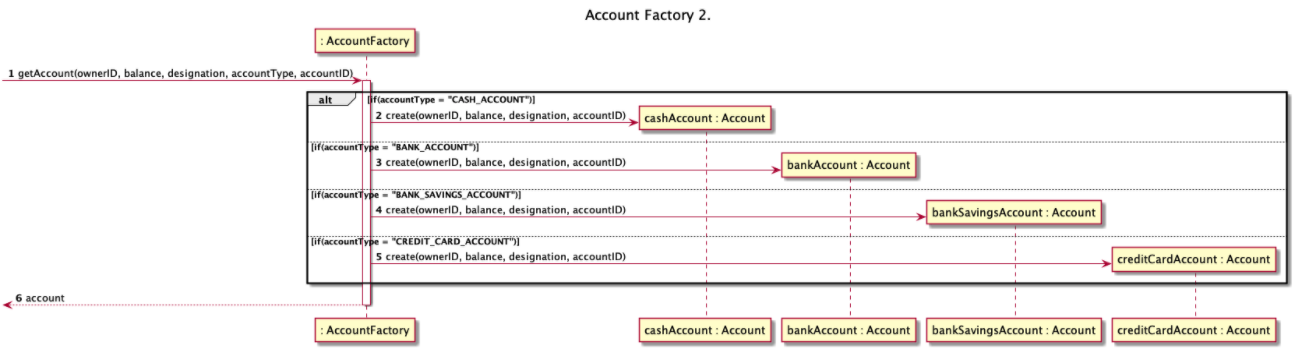 Account Factory 2.
: AccountFactory
1 getAccount(ownerID, balance, designation, accountType, accountID)
alt [if(accountType = "CASH_ACCOUNT")]
2 create(ownerID, balance, designation, accountID)
cashAccount : Account
[if(accountType = "BANK_ACCOUNT")]
3 create(ownerID, balance, designation, accountID)
bankAccount : Account
[if(accountType = "BANK_SAVINGS_ACCOUNT")]
4 create(ownerID, balance, designation, accountID)
bankSavingsAccount : Account
[if(accountType = "CREDIT_CARD_ACCOUNT")]
5 create(ownerID, balance, designation, accountID)
creditCardAccount : Account
6 account
: AccountFactory
cashAccount : Account
bankAccount : Account
bankSavingsAccount : Account
creditCardAccount : Account